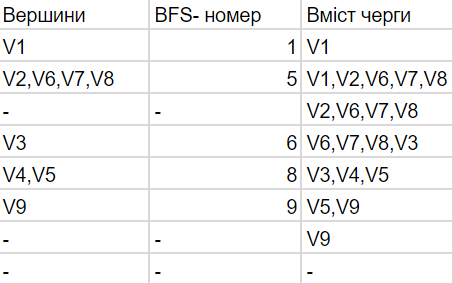 Вершини BFS- номер Вміст черги
V1 1 V1
V2,V6,V7,V8 5 V1,V2,V6,V7,V8
- - V2,V6,V7,V8
V3 6 V6,V7,V8,V3
V4,V5 8 V3,V4,V5
V9 9 V5,V9
- - V9
- - -